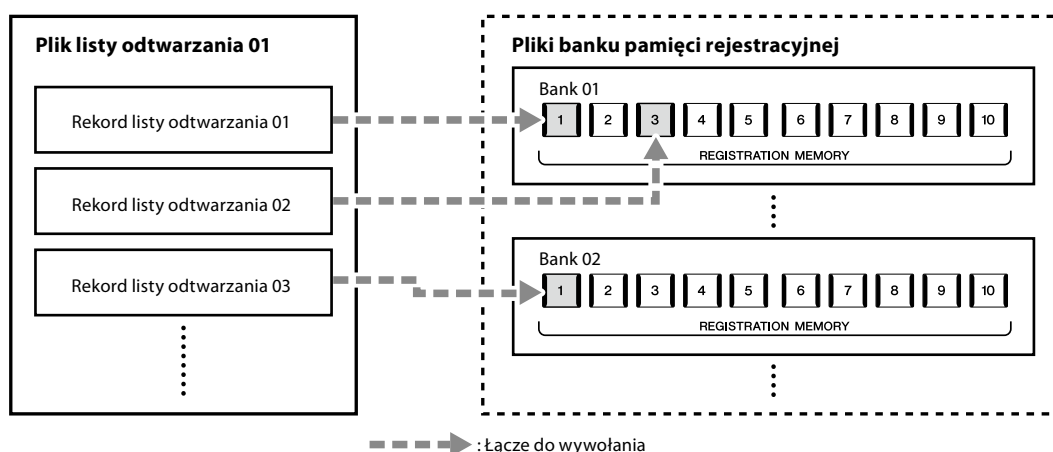 Plik listy odtwarzania 01
Rekord listy odtwarzania 01
Rekord listy odtwarzania 02
Rekord listy odtwarzania 03
Pliki banku pamięci rejestracyjnej
Bank 01
1 2 3 4 5 6 7 8 9 10
REGISTRATION MEMORY
Bank 02
1 2 3 4 5 6 7 8 9 10
REGISTRATION MEMORY
: Łącze do wywołania